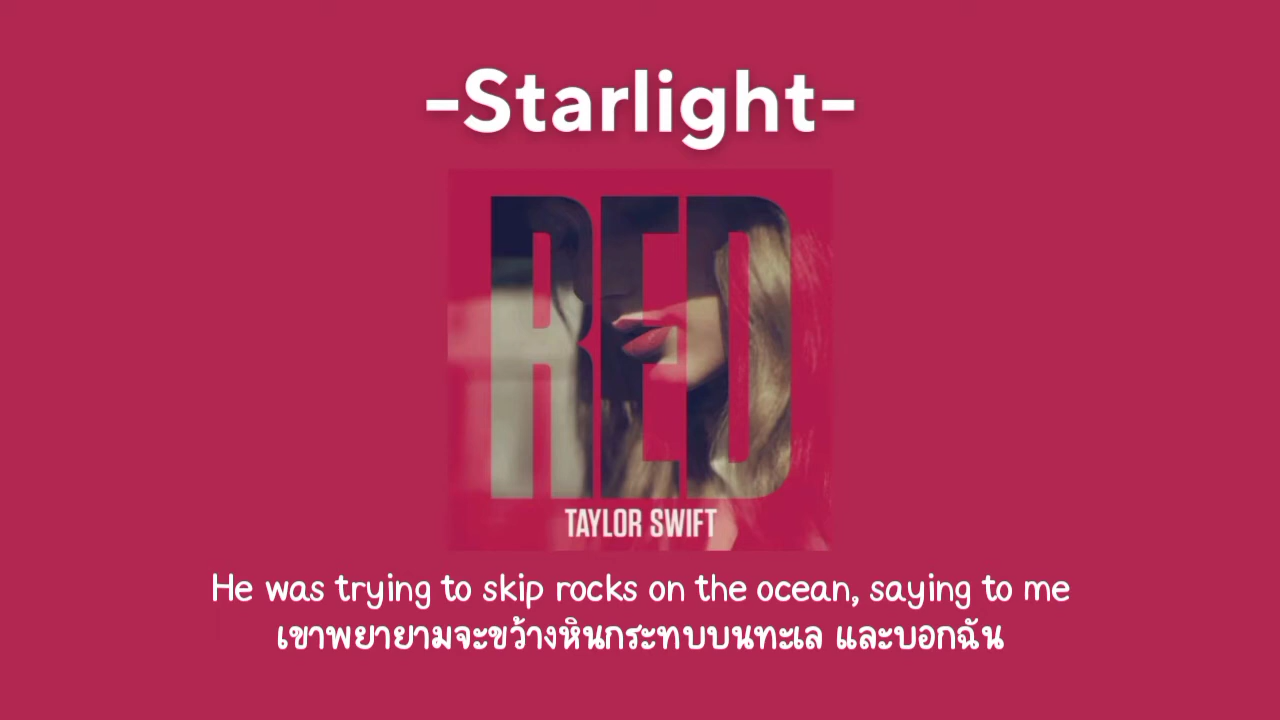 -Starlight-
RED
TAYLOR SWIFT
He was trying to skip rocks on the ocean, saying to me
เขาพยายามจะขว้างหินกระทบบนทะเล และบอกฉัน